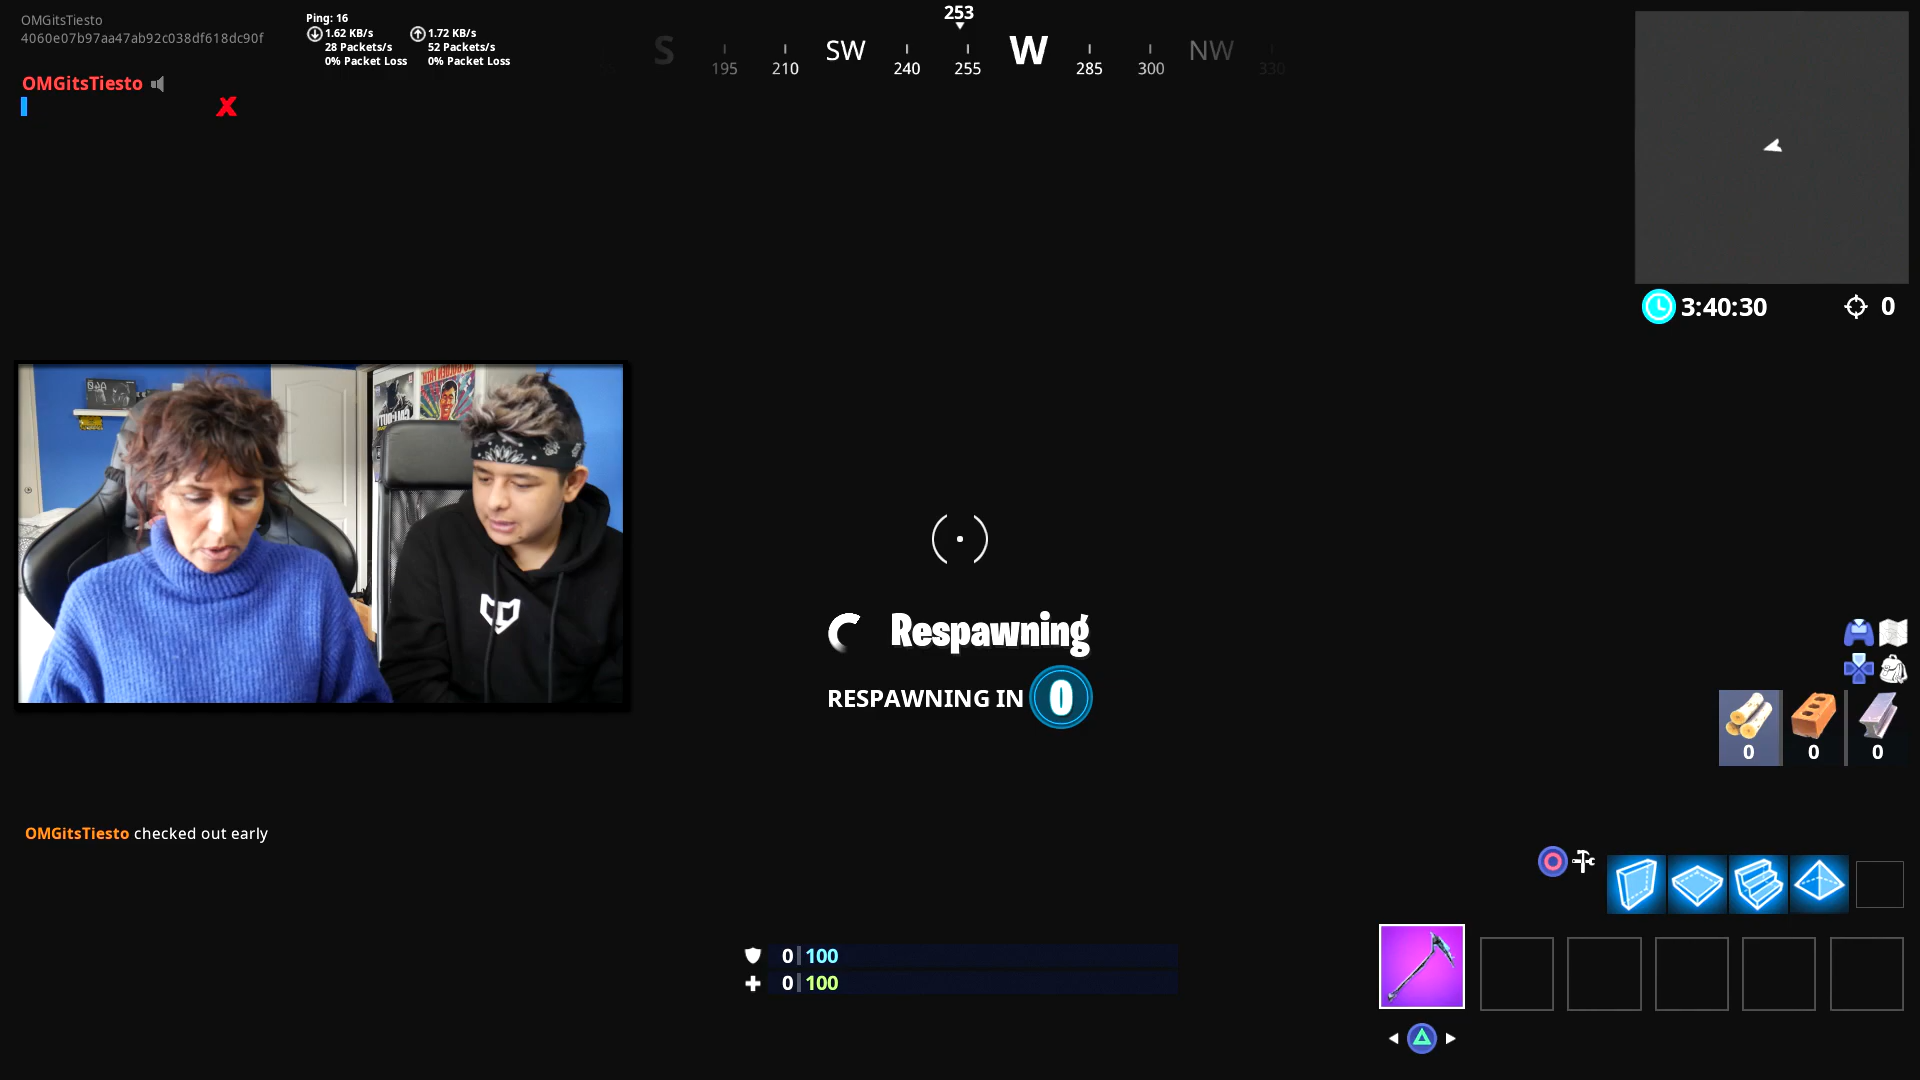 OMGitsTiesto
4060e07b97aa47ab92c038df618dc90f
Ping: 16
1.62 KB/s 1.72 KB/s
28 Packets/s 52 Packets/s
0% Packet Loss 0% Packet Loss
253
S 195 210 SW 240 255 W 285 300 NW 330
OMGitsTiesto
X
3:40:30 0
Respawning
RESPAWNING IN 0
0 0 0
OMGitsTiesto checked out early
0 100
0 100